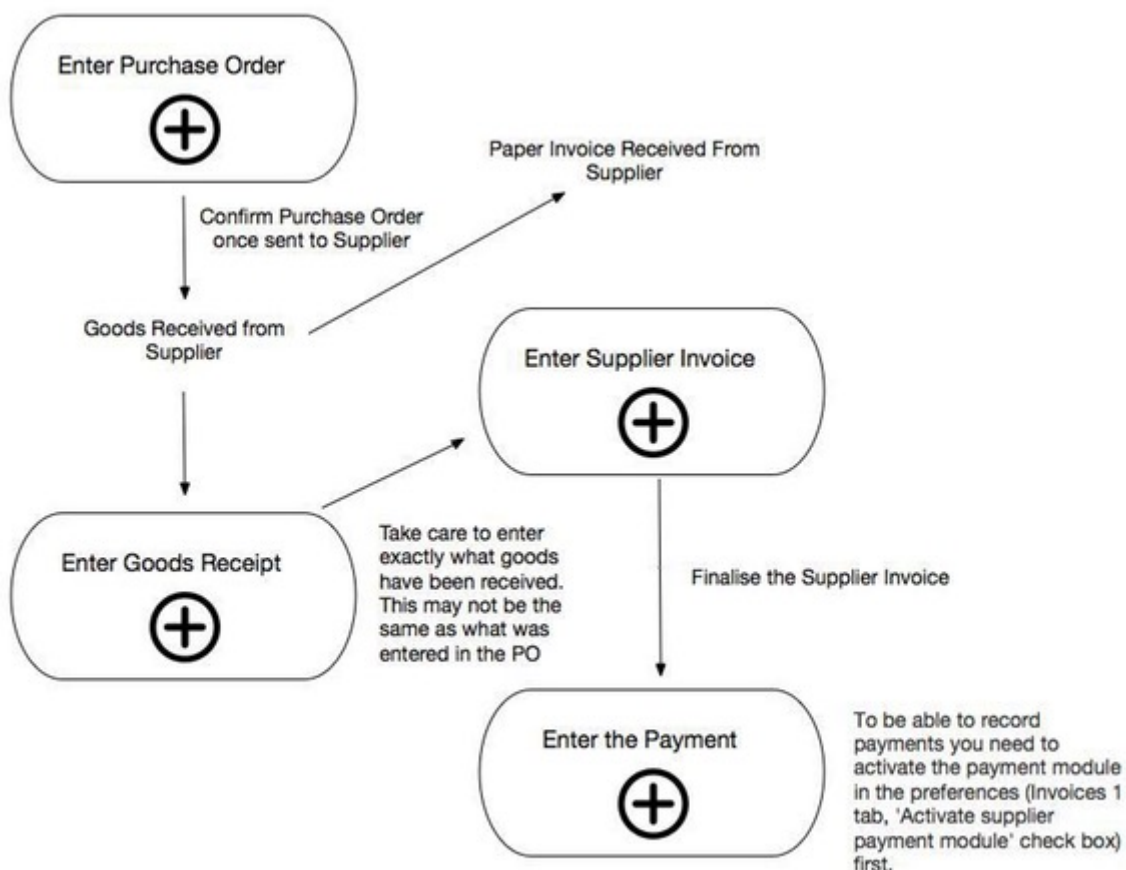 Enter Purchase Order
Paper Invoice Received From
Supplier
Confirm Purchase Order
once sent to Supplier
Goods Received from
Supplier
Enter Supplier Invoice
Enter Goods Receipt
Take care to enter
exactly what goods
have been received.
This may not be the
same as what was
entered in the PO
Finalise the Supplier Invoice
Enter the Payment
To be able to record
payments you need to
activate the payment module
in the preferences (Invoices 1
tab, 'Activate supplier
payment module' check box)
first.